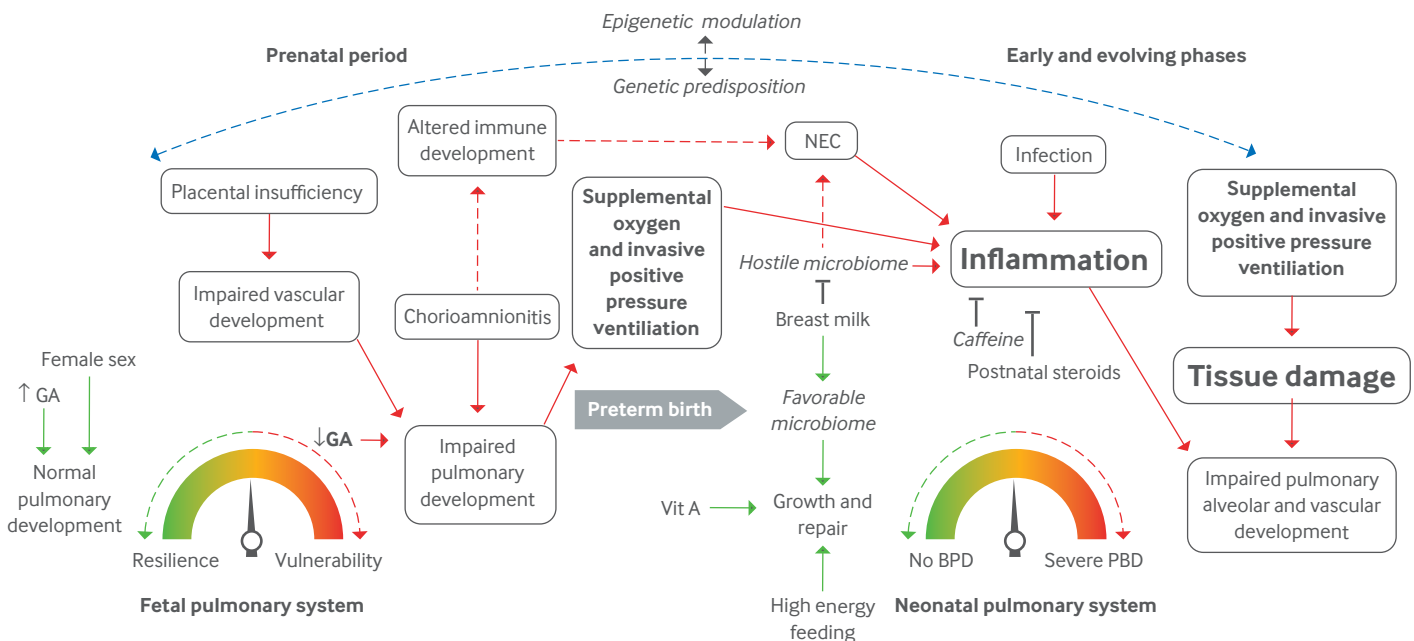 Epigenetic modulation
Prenatal period
Early and evolving phases
Genetic predisposition
Altered immune
development
NEC
Infection
Placental insufficiency
Supplemental
oxygen
and invasive
positive
pressure
ventiliation
Supplemental
oxygen and invasive
positive pressure
ventiliation
Hostile microbiome
Inflammation
Impaired vascular
development
Chorioamnionitis
Breast milk
Caffeine
Postnatal steroids
Female sex
↑ GA
Tissue damage
Preterm birth
Favorable
microbiome
↓GA
Impaired
pulmonary
development
Normal
pulmonary
development
Impaired pulmonary
alveolar and vascular
development
Vit A
Growth and
repair
Resilience
Vulnerability
No BPD
Severe PBD
Fetal pulmonary system
High energy
feeding
Neonatal pulmonary system